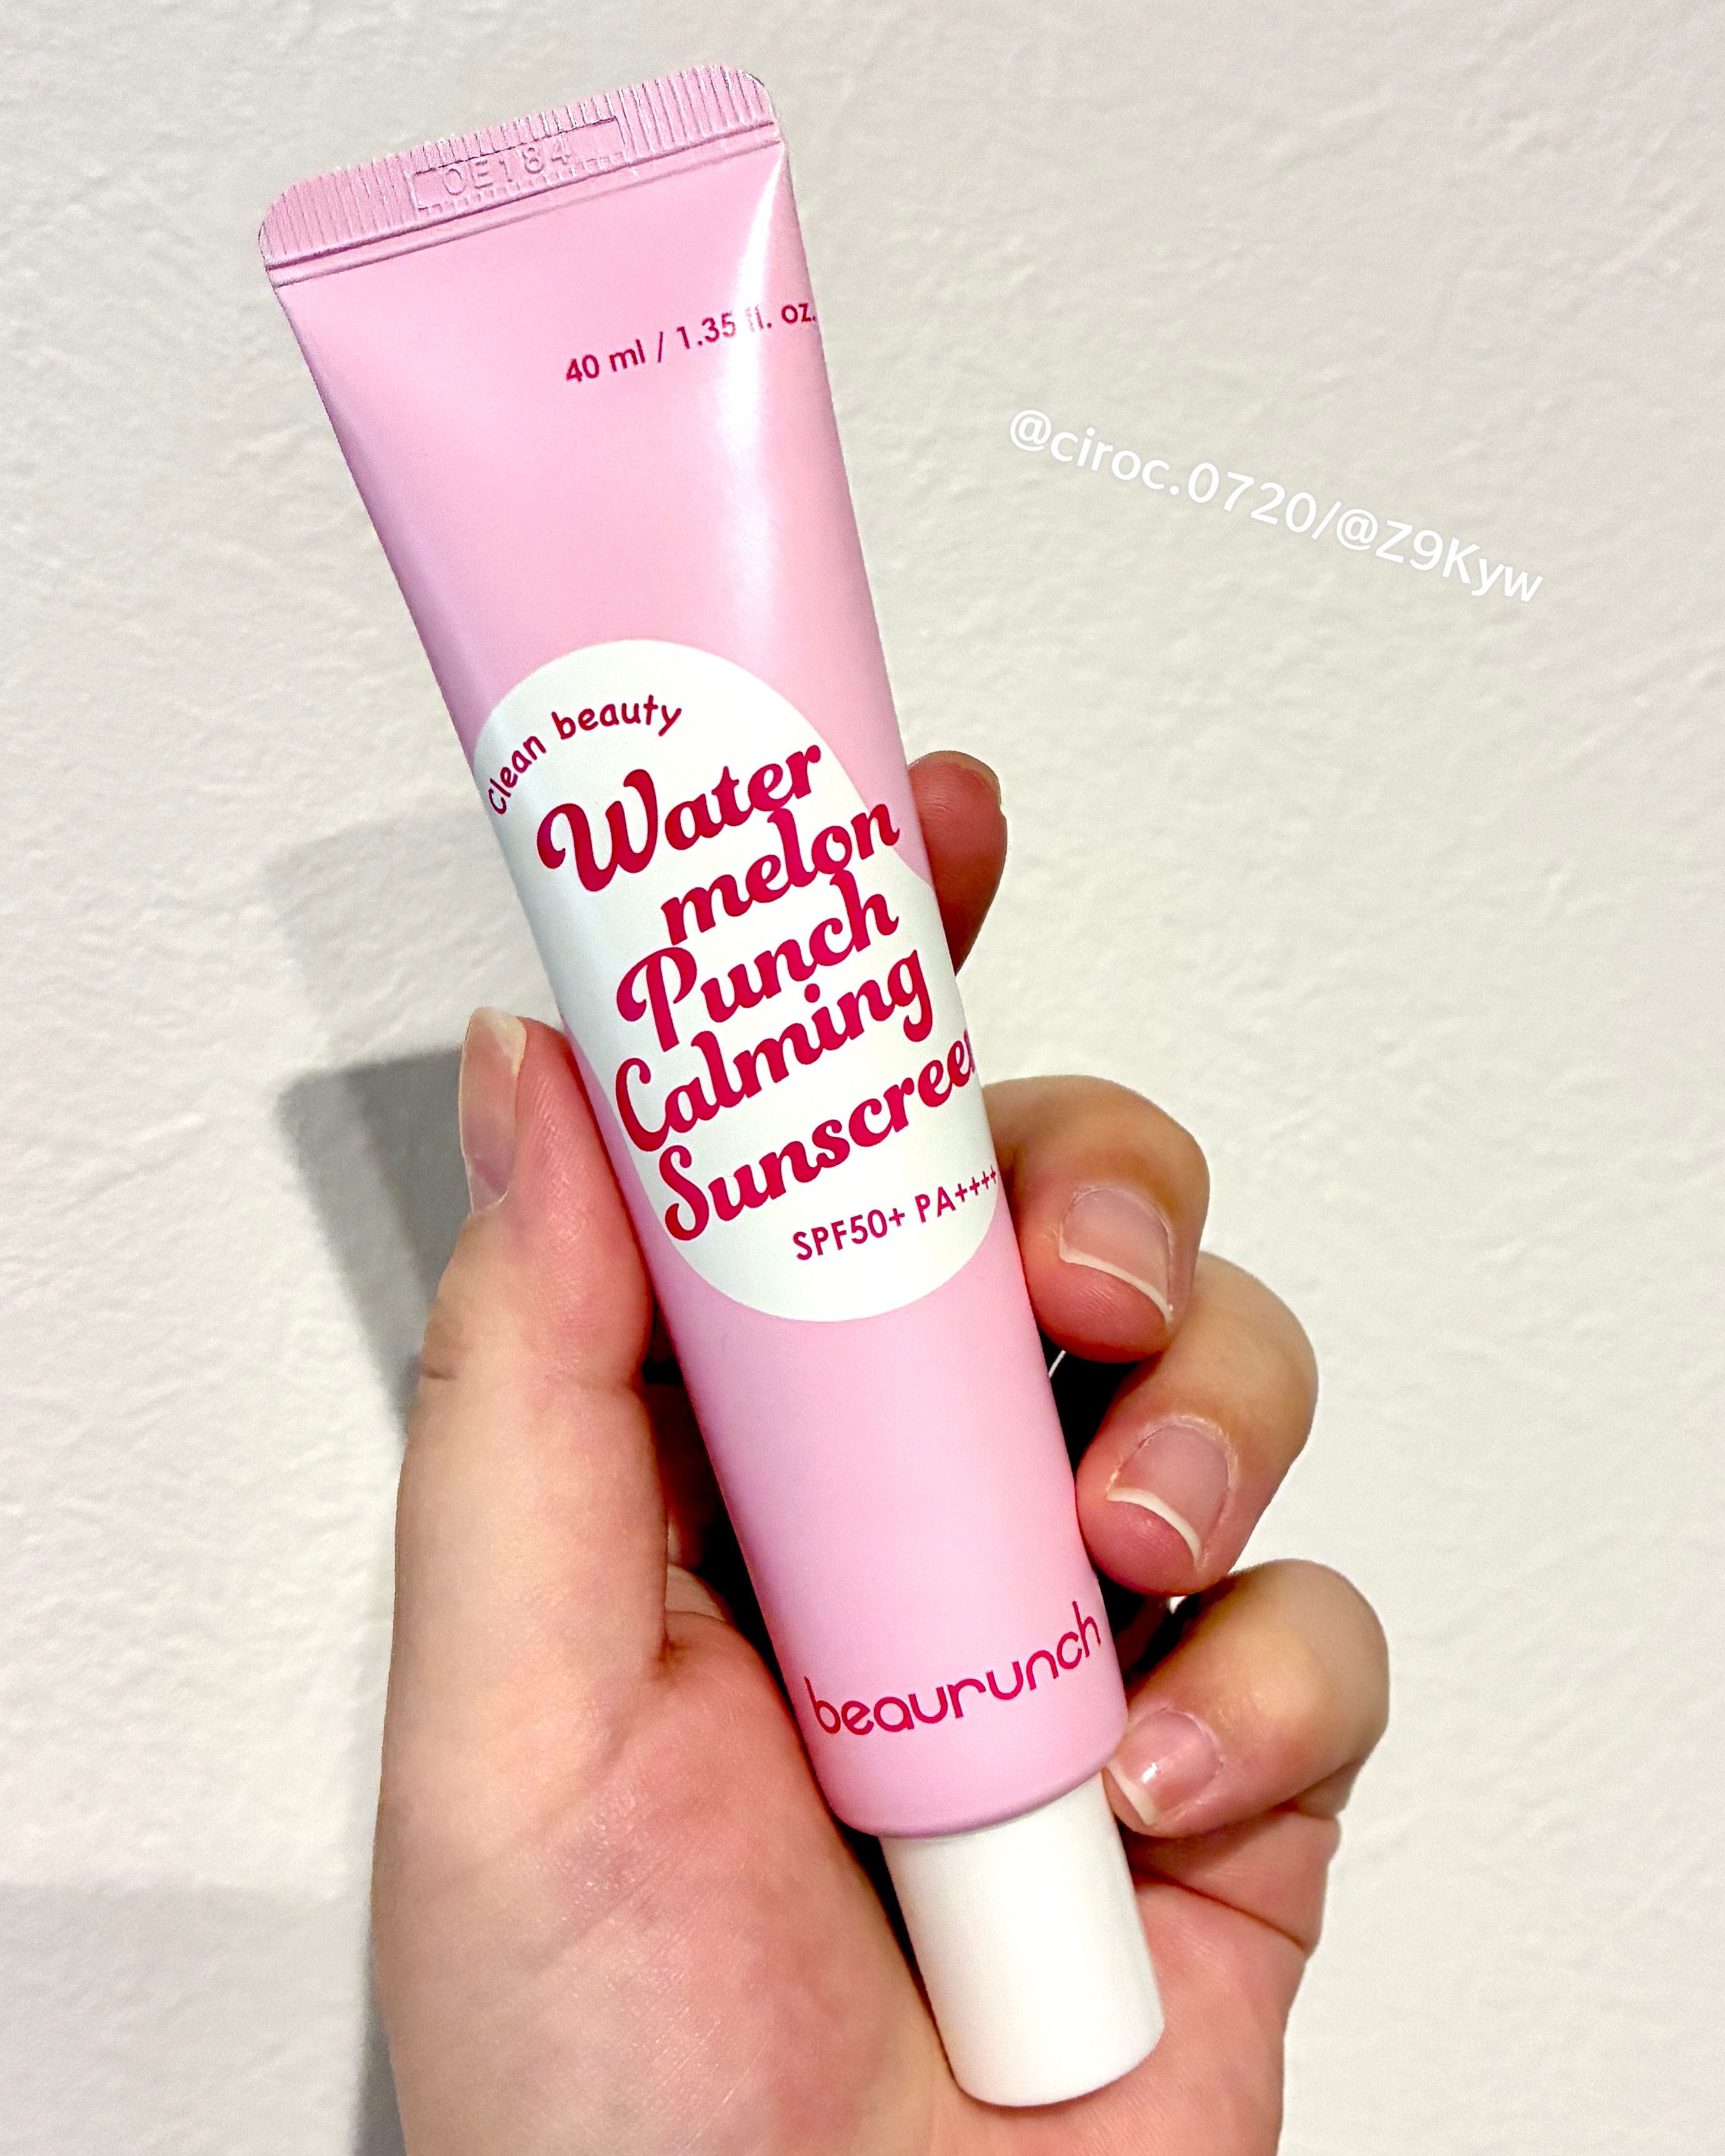 OE184
40 ml / 1.35 fl. oz.
@ciroc.0720/@Z9Kyw
Clean beauty
Water
melon
Punch
Calming
Sunscreen
SPF50+ PA++++
beaurunch